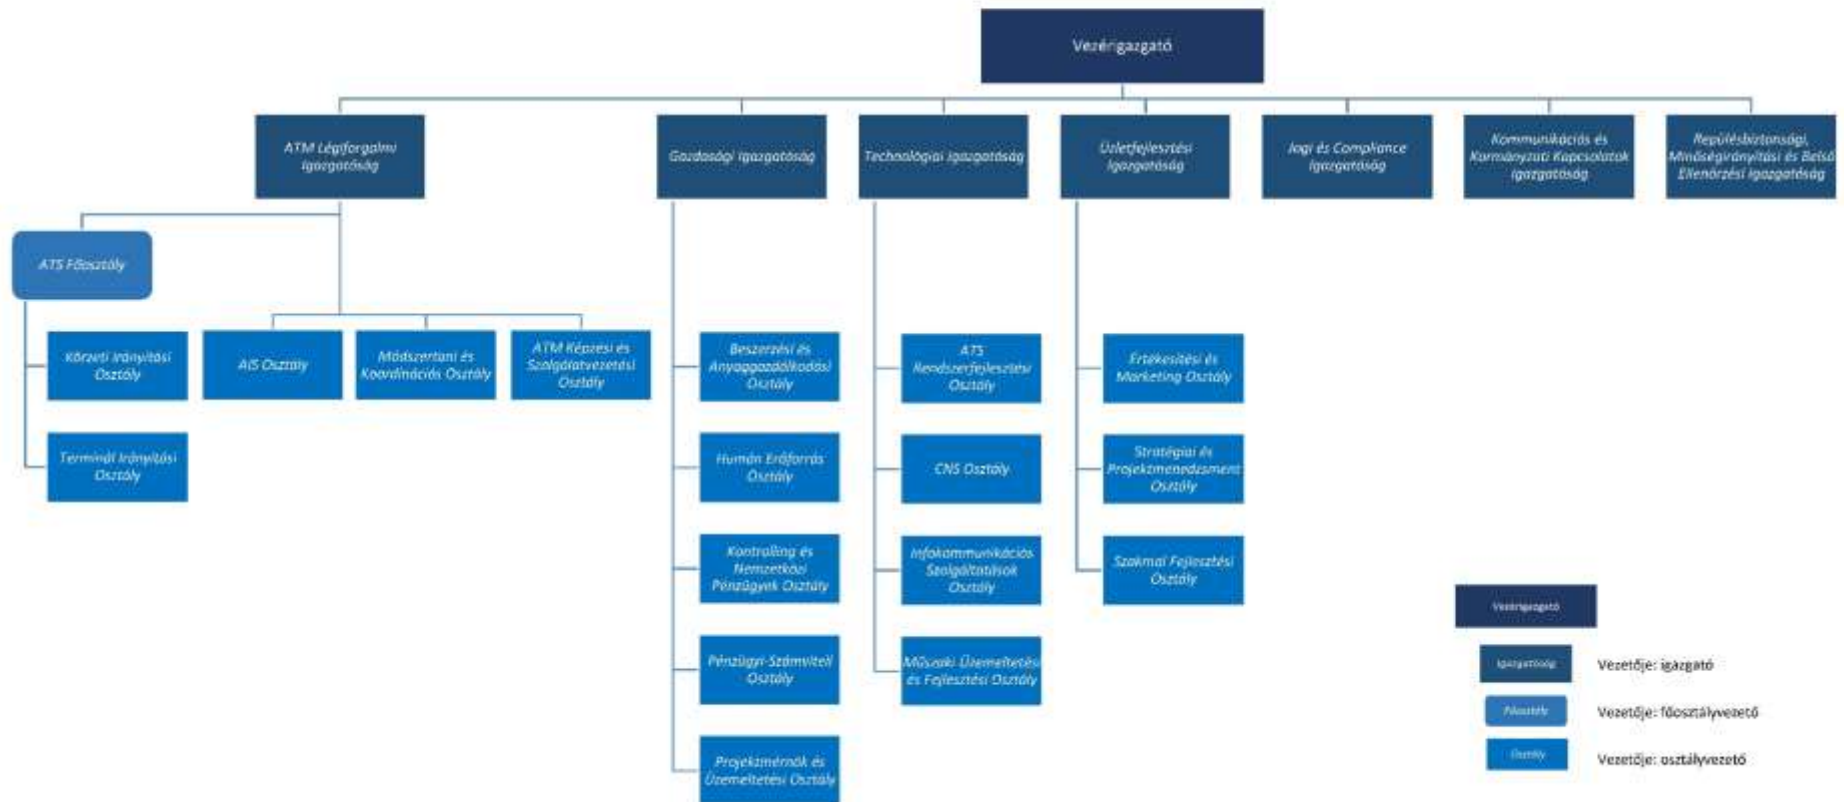 Vezérigazgató
ATM Légiforgalmi
Igazgatóság
Gazdasági Igazgatóság
Technológiai Igazgatóság
Üzletfejlesztési
Igazgatóság
Jogi és Compliance
Igazgatóság
Kommunikációs és
Kormányzati Kapcsolatok
Igazgatóság
Repülésbiztonsági,
Minőségirányítási és Belső
Ellenőrzési Igazgatóság
ATS Főosztály
Körzeti Irányítási
Osztály
Terminál Irányítási
Osztály
AIS Osztály
Módszertani és
Koordinációs Osztály
ATM Képzési és
Szolgálatvezetési
Osztály
Beszerzési és
Anyaggazdálkodási
Osztály
Humán Erőforrás
Osztály
Kontrolling és
Nemzetközi
Pénzügyek Osztály
Pénzügyi-Számviteli
Osztály
Projektmérnök és
Üzemeltetési Osztály
ATS
Rendszerfejlesztési
Osztály
CNS Osztály
Infokommunikációs
Szolgáltatások
Osztály
Műszaki Üzemeltetési
és Fejlesztési Osztály
Értékesítési és
Marketing Osztály
Stratégiai és
Projektmenedzsment
Osztály
Szakmai Fejlesztési
Osztály
Vezérigazgató
Igazgatóság
Vezetője: igazgató
Főosztály
Vezetője: főosztályvezető
Osztály
Vezetője: osztályvezető